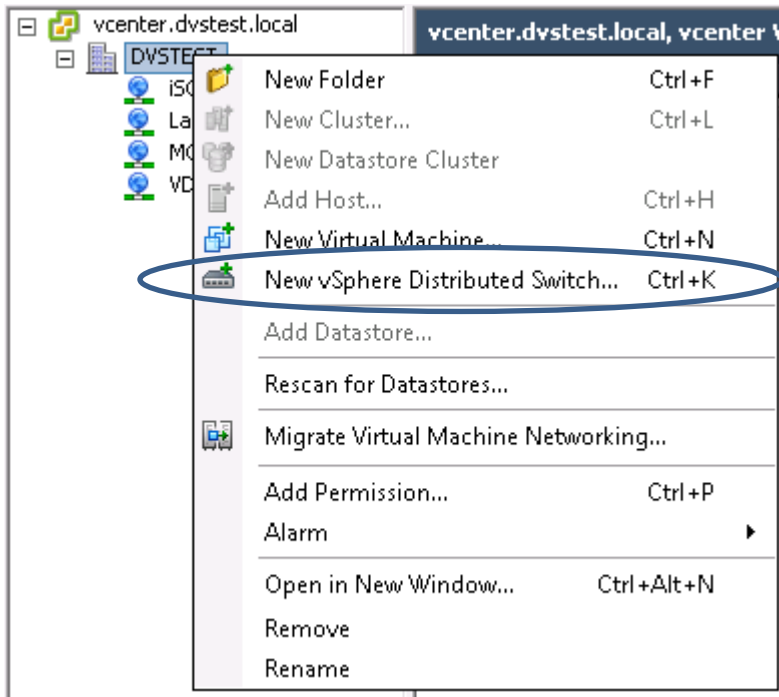 vcenter.dvstest.local
vcenter.dvstest.local, vcenter
DVSTEST
New Folder Ctrl+F
New Cluster... Ctrl+L
New Datastore Cluster
Add Host... Ctrl+H
New Virtual Machine... Ctrl+N
New vSphere Distributed Switch... Ctrl+K
Add Datastore...
Rescan for Datastores...
Migrate Virtual Machine Networking...
Add Permission... Ctrl+P
Alarm
Open in New Window... Ctrl+Alt+N
Remove
Rename